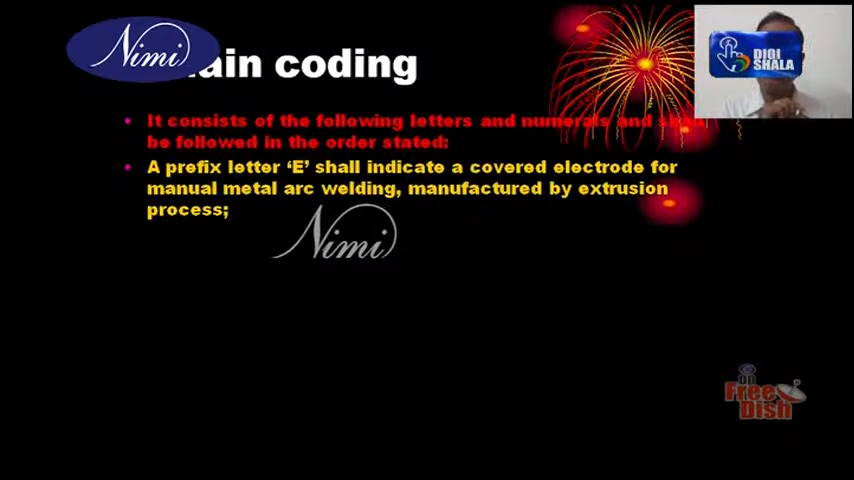 Nimi
ain coding
DIGI
SHALA
• It consists of the following letters and numerals and
be followed in the order stated:
• A prefix letter ‘E’ shall indicate a covered electrode for
manual metal arc welding, manufactured by extrusion
process;
Nimi
Free
Dish